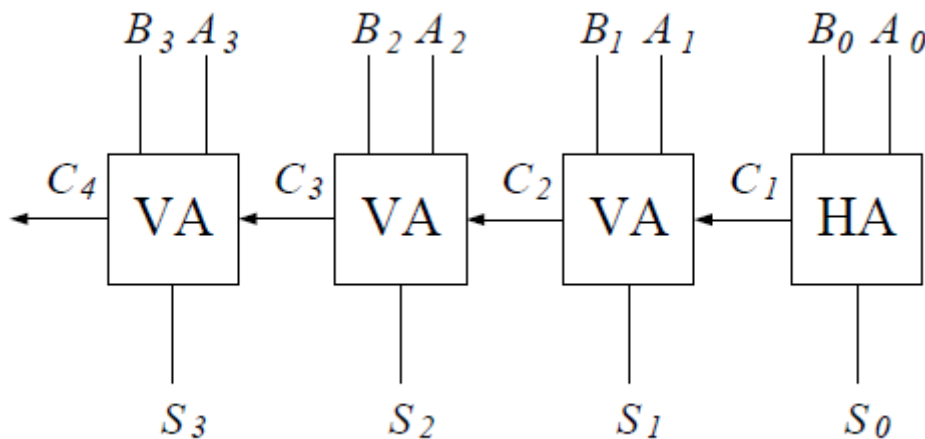 B3 A3 B2 A2 B1 A1 B0 A0
C4 VA C3 VA C2 VA C1 HA
S3 S2 S1 S0